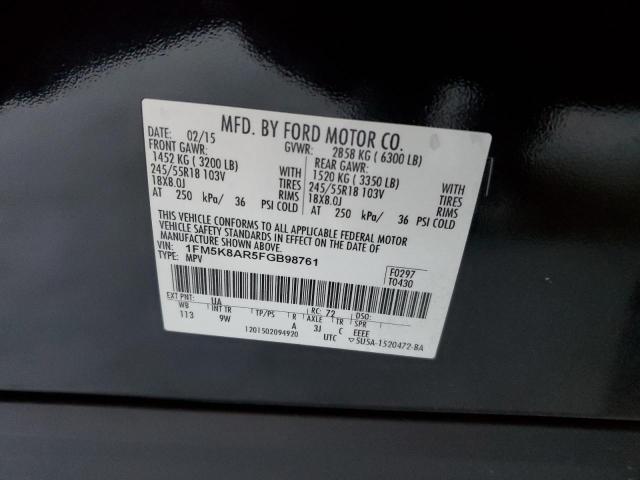 MFD. BY FORD MOTOR CO.
DATE: 02/15 GVWR: 2858 KG ( 6300 LB)
FRONT GAWR: REAR GAWR:
1452 KG ( 3200 LB) 1520 KG ( 3350 LB)
245/55R18 103V WITH TIRES 245/55R18 103V WITH TIRES
18X8.0J RIMS 18X8.0J RIMS
AT 250 kPa/ 36 PSI COLD AT 250 kPa/ 36 PSI COLD
THIS VEHICLE CONFORMS TO ALL APPLICABLE FEDERAL MOTOR
VEHICLE SAFETY STANDARDS IN EFFECT ON THE DATE OF
MANUFACTURE SHOWN ABOVE.
VIN: 1FM5K8AR5FGB98761
TYPE: MPV
F0297
T0430
EXT PNT: UA RC: 72 DSO:
WB INT TR TP/PS R AXLE TR SPR
113 9W A 3J C EEEE
1201502094920 UTC 5U5A-1520472-BA